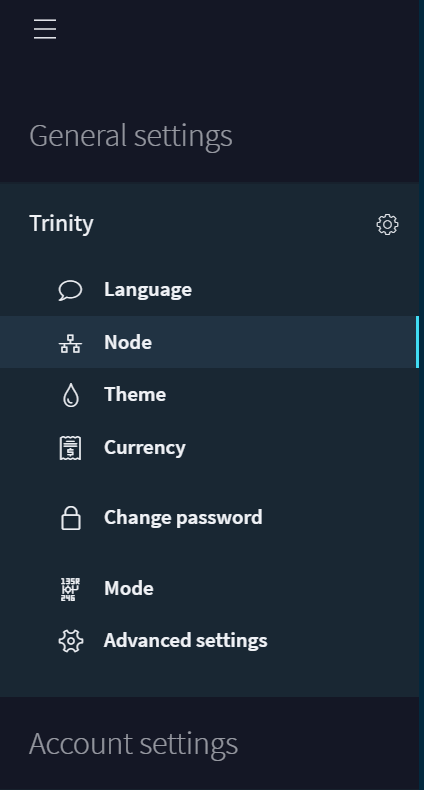 General settings
Trinity
Language
Node
Theme
Currency
Change password
Mode
Advanced settings
Account settings